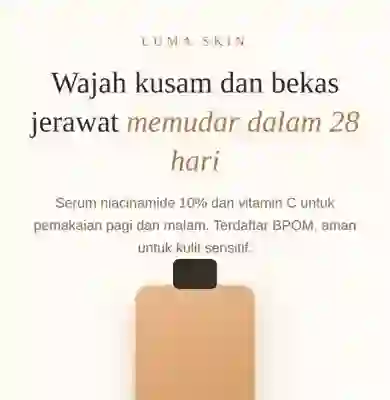 LUMA SKIN
Wajah kusam dan bekas
jerawat memudar dalam 28
hari
Serum niacinamide 10% dan vitamin C untuk
pemakaian pagi dan malam. Terdaftar BPOM, aman
untuk kulit sensitif.